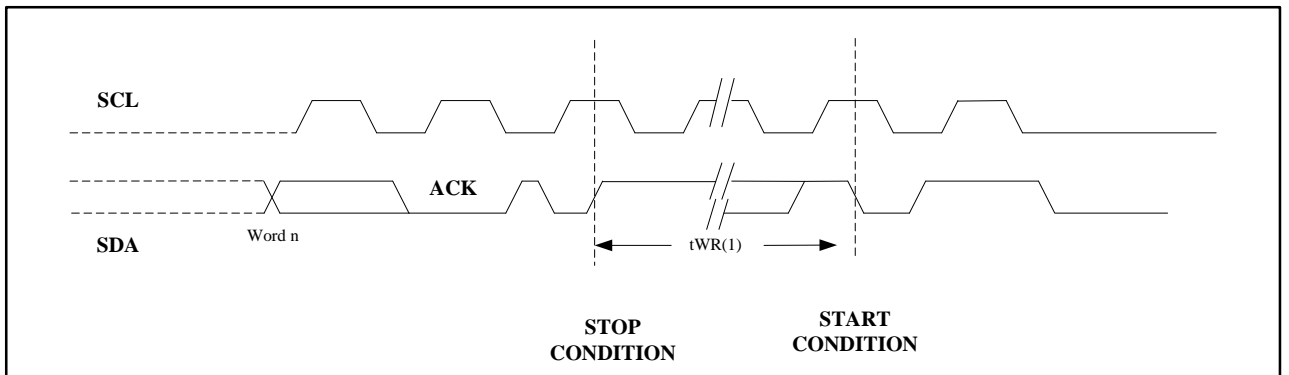 SCL
ACK
Word n
SDA
tWR(1)
STOP
CONDITION
START
CONDITION